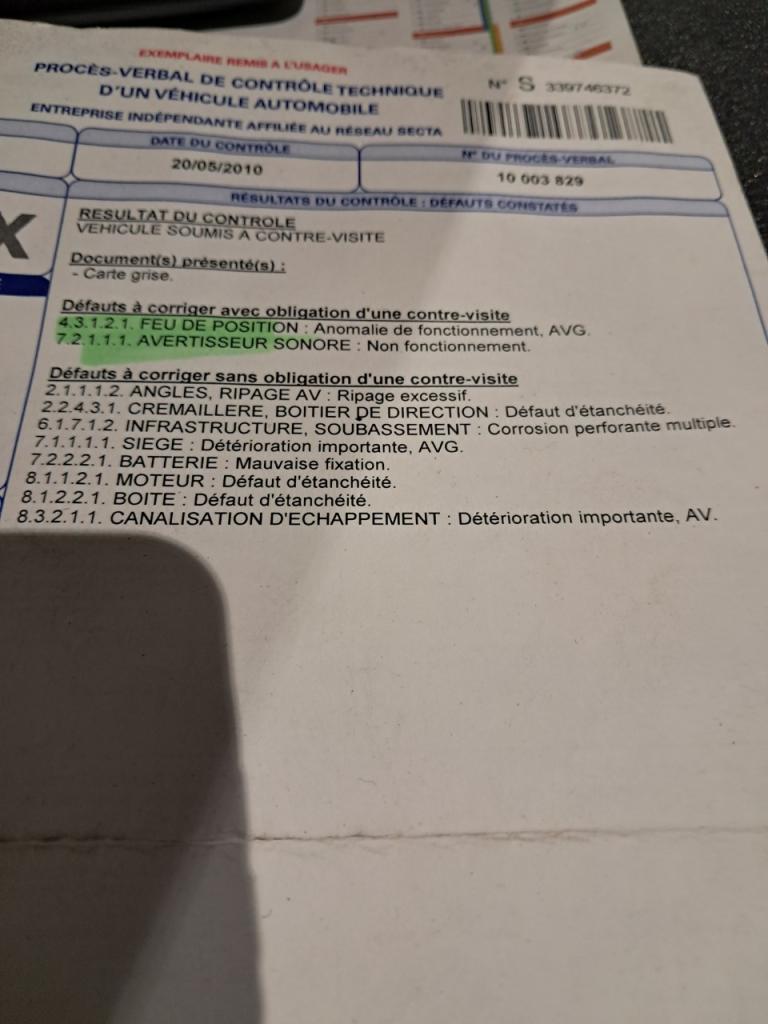 EXEMPLAIRE REMIS A L'USAGER
PROCÈS-VERBAL DE CONTRÔLE TECHNIQUE
D'UN VÉHICULE AUTOMOBILE
N° S 339746372
ENTREPRISE INDÉPENDANTE AFFILIÉE AU RÉSEAU SECTA
DATE DU CONTRÔLE
20/05/2010
N° DU PROCÈS-VERBAL
10 003 829
RÉSULTATS DU CONTRÔLE : DÉFAUTS CONSTATÉS
X
RESULTAT DU CONTROLE
VEHICULE SOUMIS A CONTRE-VISITE
Document(s) présenté(s) :
- Carte grise.
Défauts à corriger avec obligation d'une contre-visite
4.3.1.2.1. FEU DE POSITION : Anomalie de fonctionnement, AVG.
7.2.1.1.1. AVERTISSEUR SONORE : Non fonctionnement.
Défauts à corriger sans obligation d'une contre-visite
2.1.1.1.2. ANGLES, RIPAGE AV : Ripage excessif.
2.2.4.3.1. CREMAILLERE, BOITIER DE DIRECTION : Défaut d'étanchéité.
6.1.7.1.2. INFRASTRUCTURE, SOUBASSEMENT : Corrosion perforante multiple.
7.1.1.1.1. SIEGE : Détérioration importante, AVG.
7.2.2.2.1. BATTERIE : Mauvaise fixation.
8.1.1.2.1. MOTEUR : Défaut d'étanchéité.
8.1.2.2.1. BOITE : Défaut d'étanchéité.
8.3.2.1.1. CANALISATION D'ECHAPPEMENT : Détérioration importante, AV.